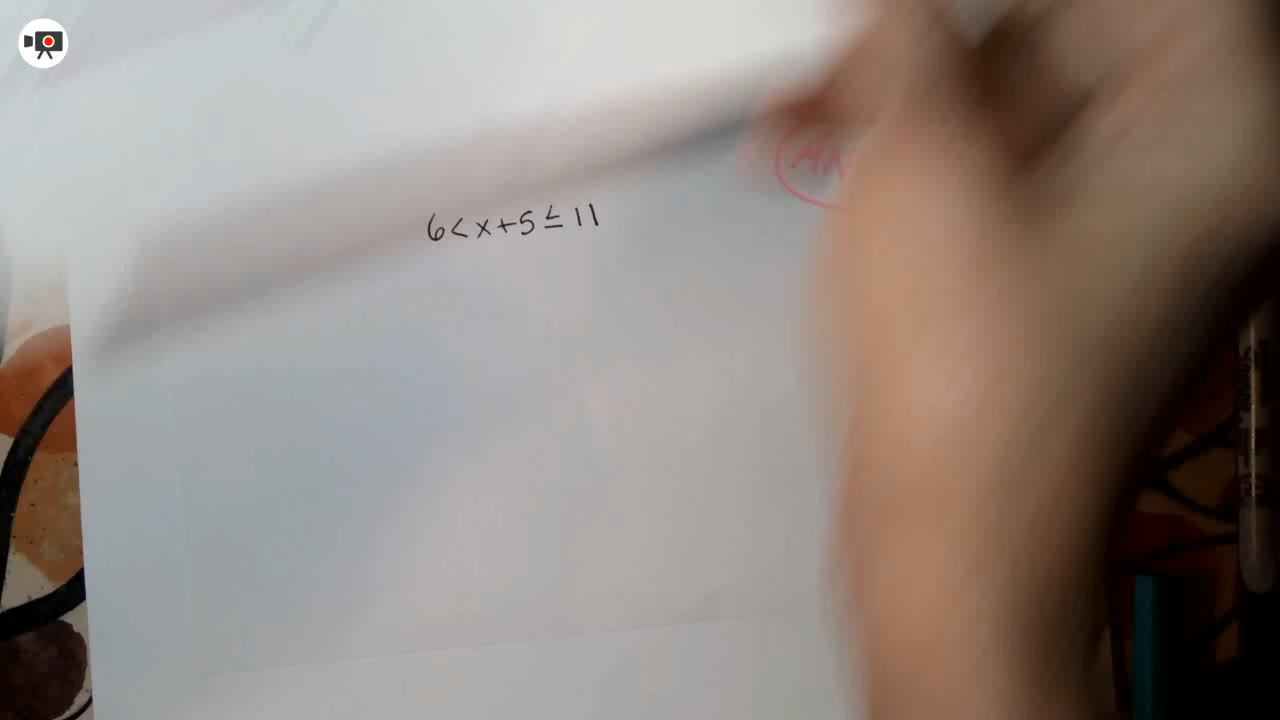 6 < x + 5 ≤ 11